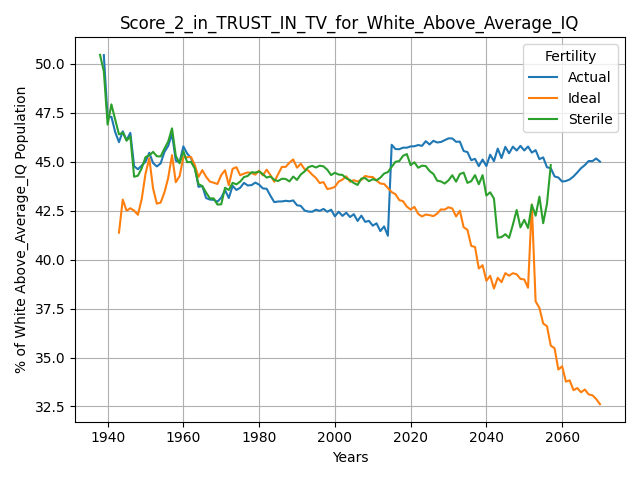 Score_2_in_TRUST_IN_TV_for_White_Above_Average_IQ
% of White Above_Average_IQ Population
50.0
47.5
45.0
42.5
40.0
37.5
35.0
32.5
Fertility
Actual
Ideal
Sterile
1940 1960 1980 2000 2020 2040 2060
Years